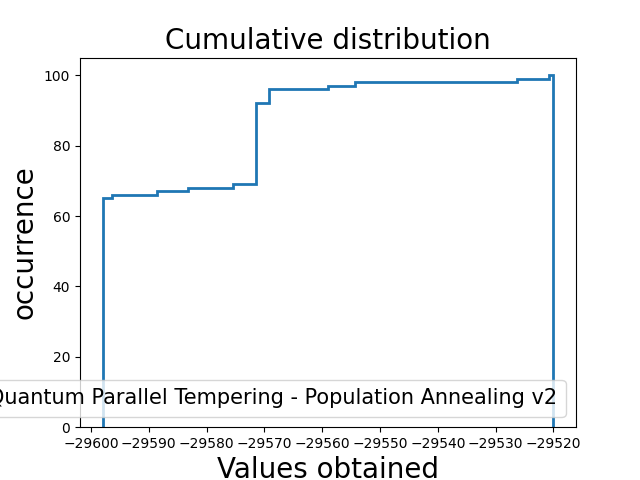 Cumulative distribution
occurrence
100
80
60
40
20
0
Parallel Tempering - Population Annealing v2
−29600 −29590 −29580 −29570 −29560 −29550 −29540 −29530 −29520
Values obtained